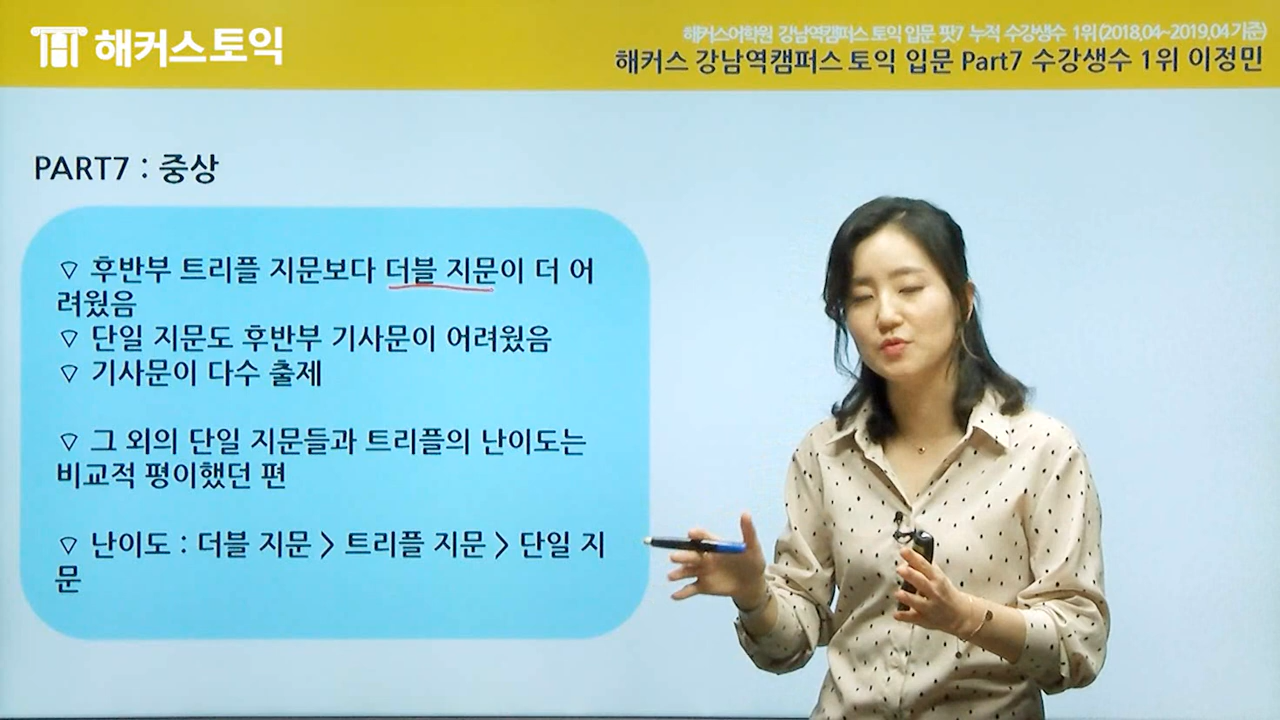 해커스토익
해커스어학원 강남역캠퍼스 토익 입문 팟7 누적 수강생수 1위(2018.04~2019.04 기준)
해커스 강남역캠퍼스 토익 입문 Part7 수강생수 1위 이정민
PART7 : 중상
▽ 후반부 트리플 지문보다 더블 지문이 더 어
려웠음
▽ 단일 지문도 후반부 기사문이 어려웠음
▽ 기사문이 다수 출제
▽ 그 외의 단일 지문들과 트리플의 난이도는
비교적 평이했던 편
▽ 난이도 : 더블 지문 > 트리플 지문 > 단일 지
문